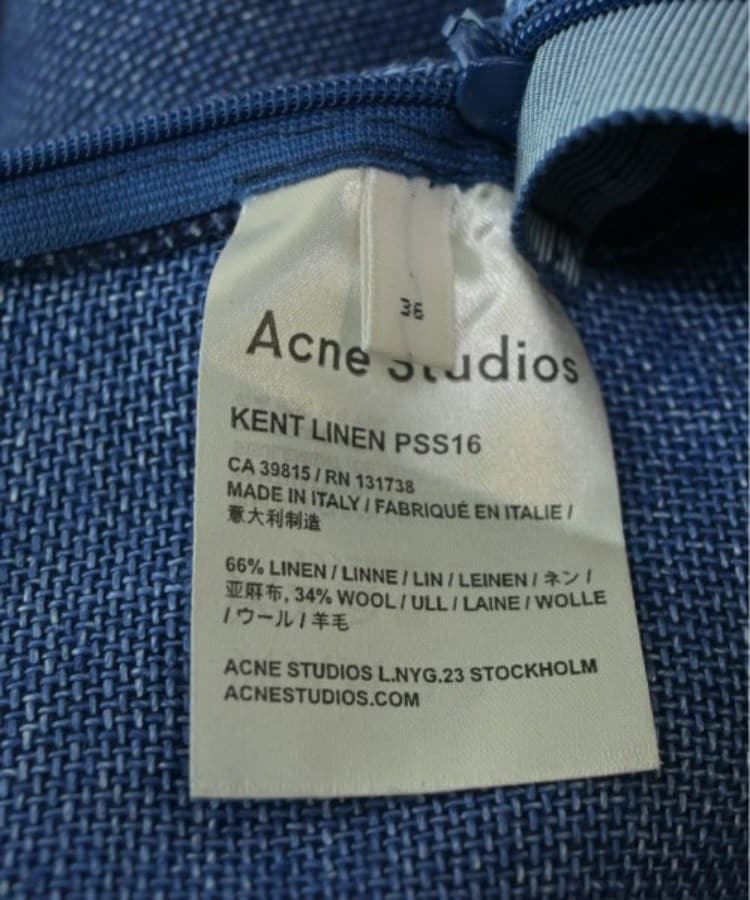 36
Acne Studios
KENT LINEN PSS16
CA 39815 / RN 131738
MADE IN ITALY / FABRIQUÉ EN ITALIE /
意大利制造
66% LINEN / LINNE / LIN / LEINEN / ネン /
亚麻布, 34% WOOL / ULL / LAINE / WOLLE
/ ウール / 羊毛
ACNE STUDIOS L.NYG.23 STOCKHOLM
ACNESTUDIOS.COM